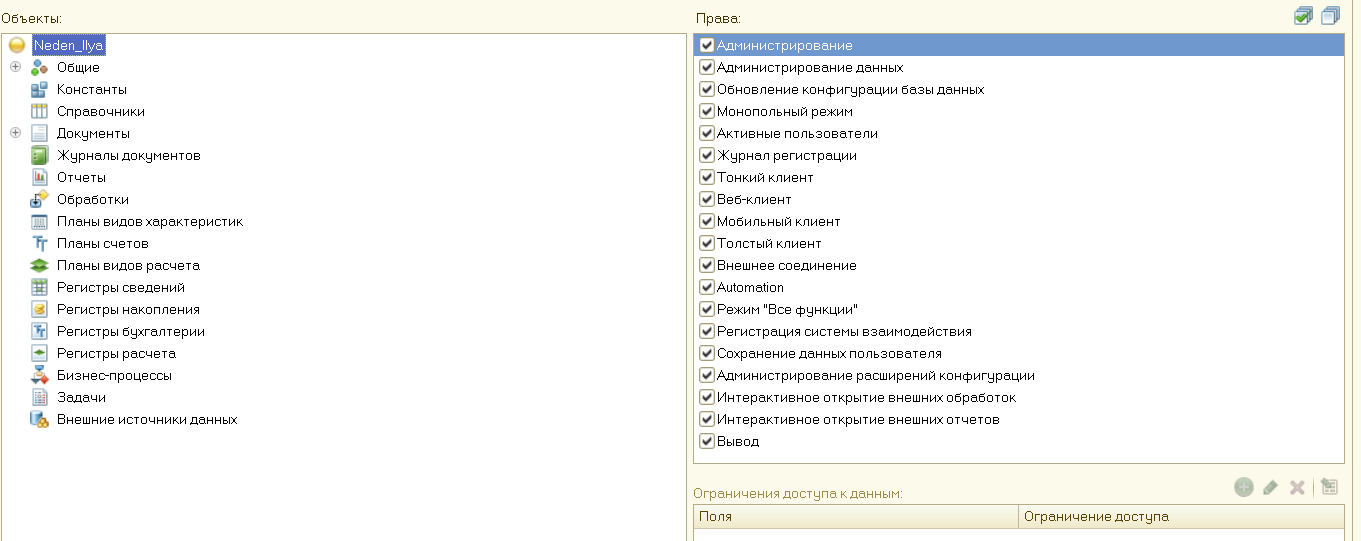 Объекты:
Neden_Ilya
Общие
Константы
Справочники
Документы
Журналы документов
Отчеты
Обработки
Планы видов характеристик
Планы счетов
Планы видов расчета
Регистры сведений
Регистры накопления
Регистры бухгалтерии
Регистры расчета
Бизнес-процессы
Задачи
Внешние источники данных
Права:
Администрирование
Администрирование данных
Обновление конфигурации базы данных
Монопольный режим
Активные пользователи
Журнал регистрации
Тонкий клиент
Веб-клиент
Мобильный клиент
Толстый клиент
Внешнее соединение
Automation
Режим "Все функции"
Регистрация системы взаимодействия
Сохранение данных пользователя
Администрирование расширений конфигурации
Интерактивное открытие внешних обработок
Интерактивное открытие внешних отчетов
Вывод
Ограничения доступа к данным:
Поля
Ограничение доступа